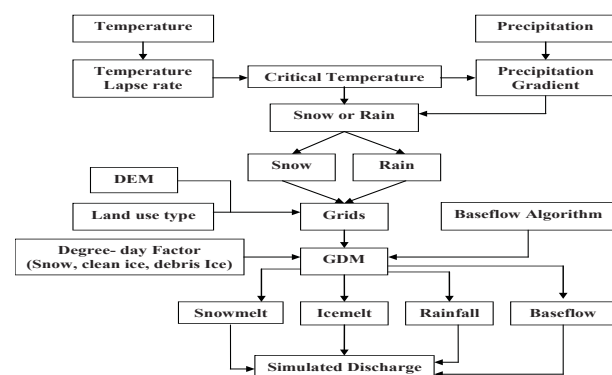 Temperature
Precipitation
Temperature
Lapse rate
Critical Temperature
Precipitation
Gradient
Snow or Rain
Snow
Rain
DEM
Land use type
Grids
Baseflow Algorithm
Degree- day Factor
(Snow, clean ice, debris Ice)
GDM
Snowmelt
Icemelt
Rainfall
Baseflow
Simulated Discharge